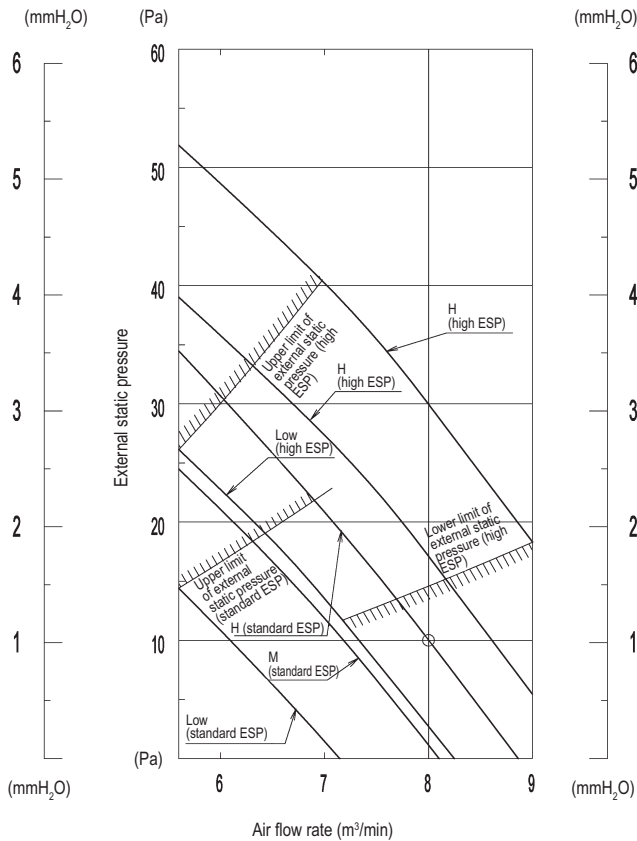 (mmH2O)
(Pa)
(mmH2O)
6
60
6
5
50
5
4
40
4
H
(high ESP)
Upper limit of
external static
pressure (high
ESP)
H
(high ESP)
External static pressure
3
30
3
Low
(high ESP)
2
20
2
Lower limit of
external static
pressure (high
ESP)
Upper limit
of external
static pressure
(standard ESP)
H (standard ESP)
1
10
1
M
(standard ESP)
Low
(standard ESP)
0
(Pa)
0
6
7
8
9
(mmH2O)
(mmH2O)
Air flow rate (m³/min)